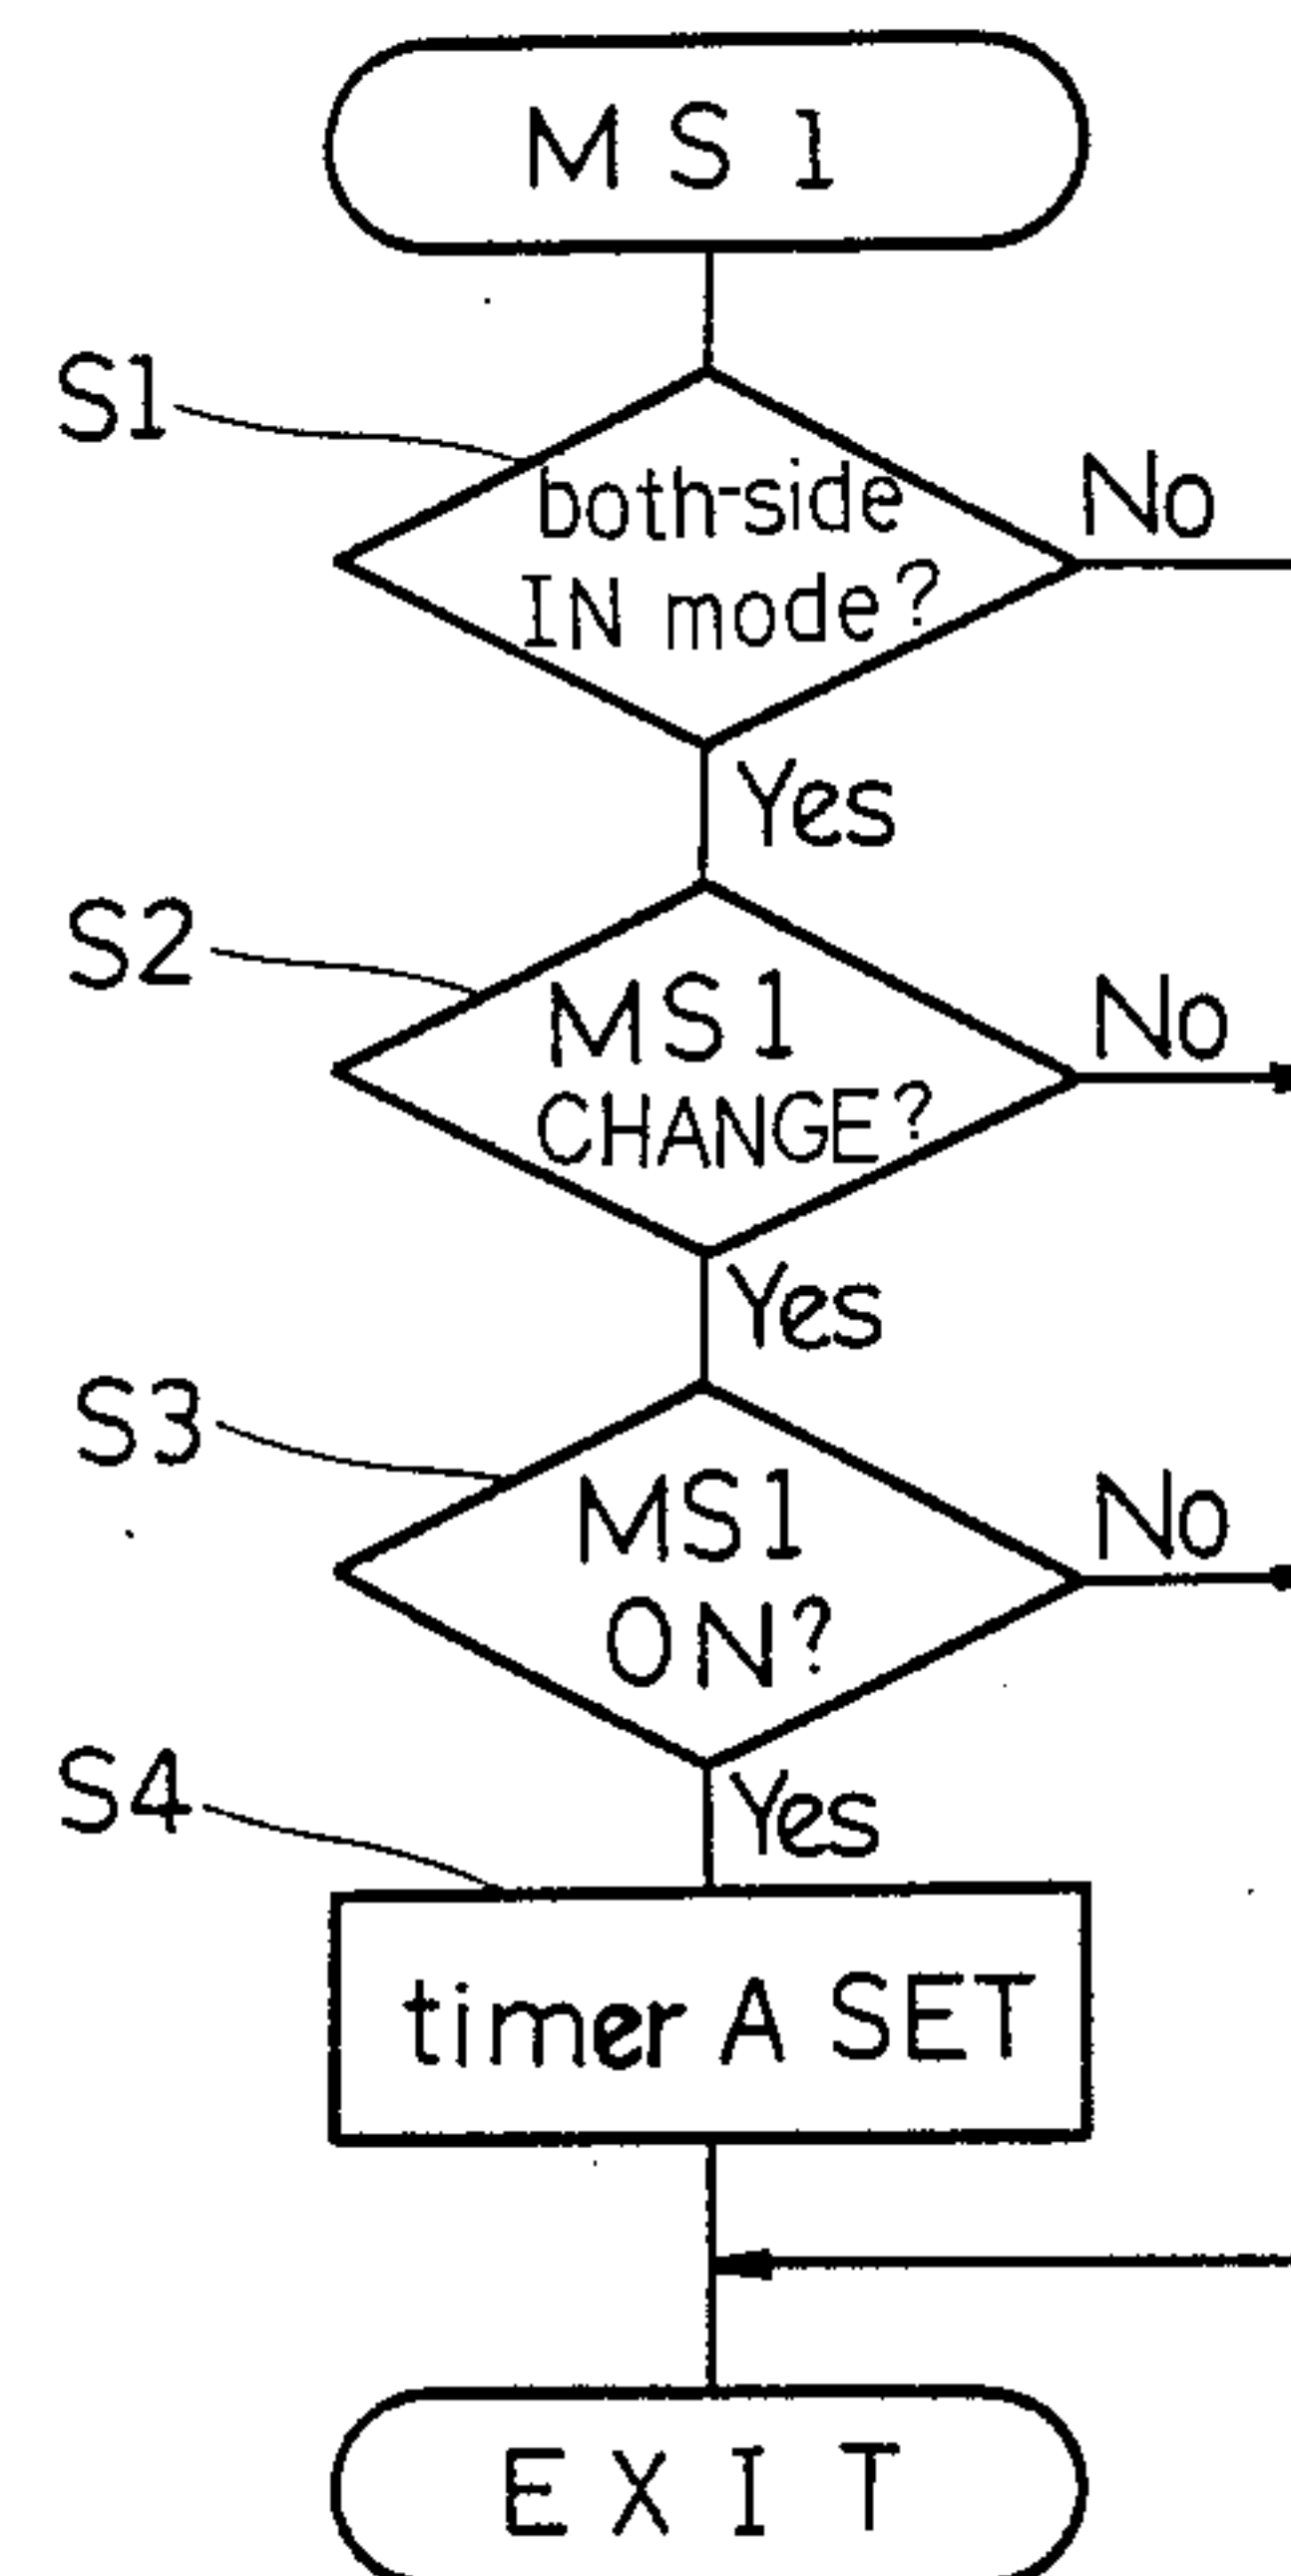 MS1
S1
both-side
IN mode?
No
Yes
S2
MS1
CHANGE?
No
Yes
S3
MS1
ON?
No
Yes
S4
timer A SET
EXIT